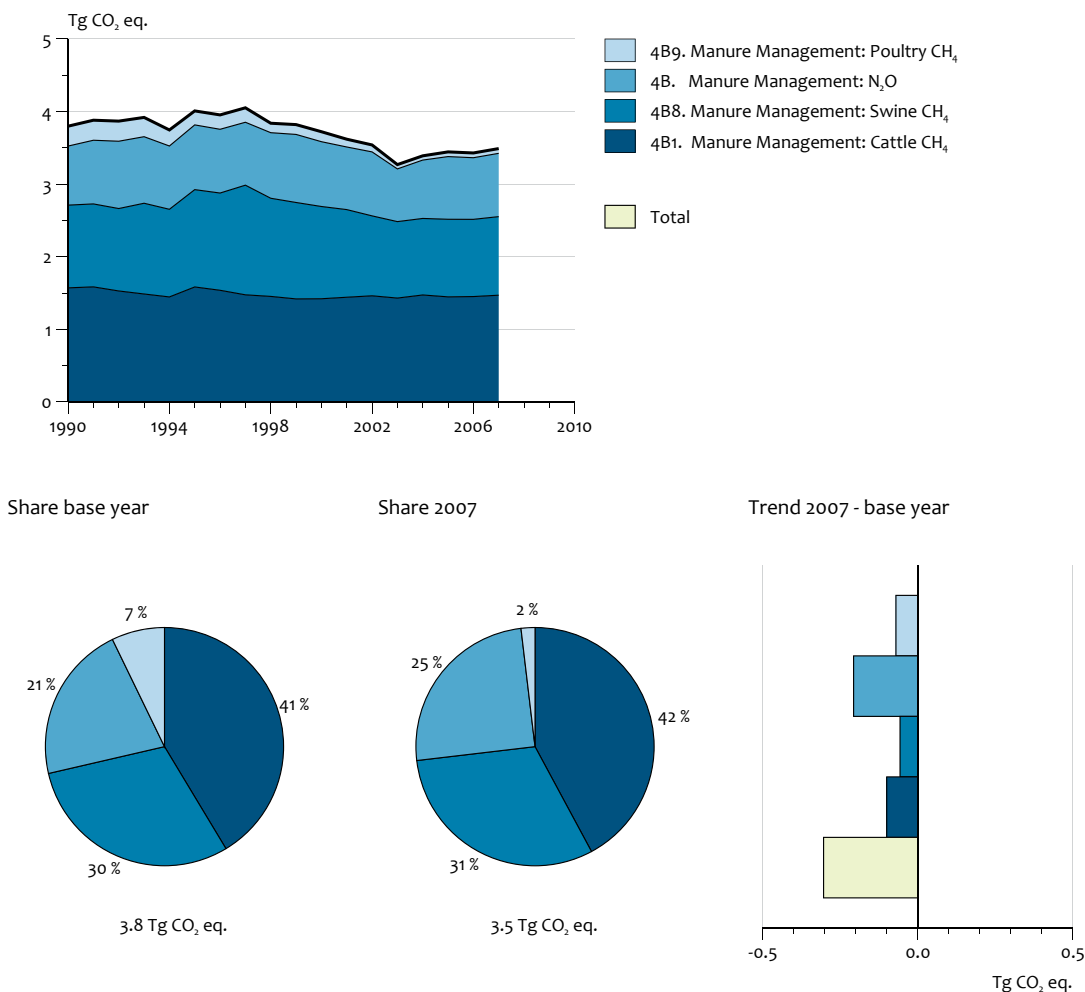 Tg CO₂ eq.
5
4
3
2
1
0
1990 1994 1998 2002 2006 2010
4B9. Manure Management: Poultry CH₄
4B. Manure Management: N₂O
4B8. Manure Management: Swine CH₄
4B1. Manure Management: Cattle CH₄
Total
Share base year
7 %
21 %
41 %
30 %
3.8 Tg CO₂ eq.
Share 2007
2 %
25 %
42 %
31 %
3.5 Tg CO₂ eq.
Trend 2007 - base year
-0.5 0.0 0.5
Tg CO₂ eq.